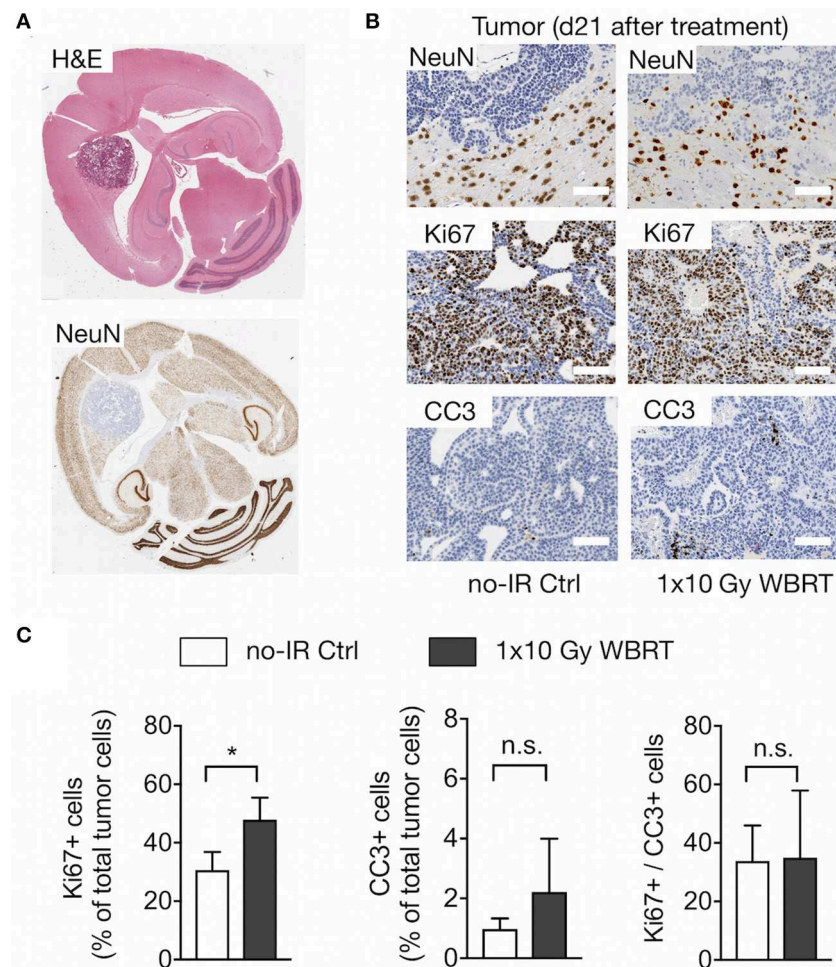 A
H&E
NeuN
B
Tumor (d21 after treatment)
NeuN
NeuN
Ki67
Ki67
CC3
CC3
no-IR Ctrl
1x10 Gy WBRT
C
no-IR Ctrl
1x10 Gy WBRT
Ki67+ cells
(% of total tumor cells)
80
60
40
20
0
*
CC3+ cells
(% of total tumor cells)
8
6
4
2
0
n.s.
Ki67+ / CC3+ cells
80
60
40
20
0
n.s.